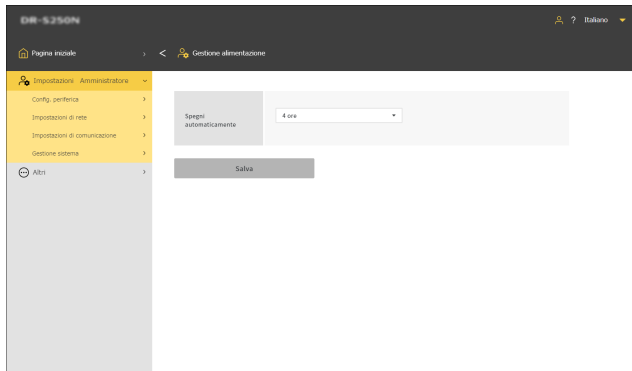 DR-S250N
? Italiano
Pagina iniziale
Gestione alimentazione
Impostazioni Amministratore
Config. periferica
Impostazioni di rete
Impostazioni di comunicazione
Gestione sistema
Altri
Spegni
automaticamente
4 ore
Salva